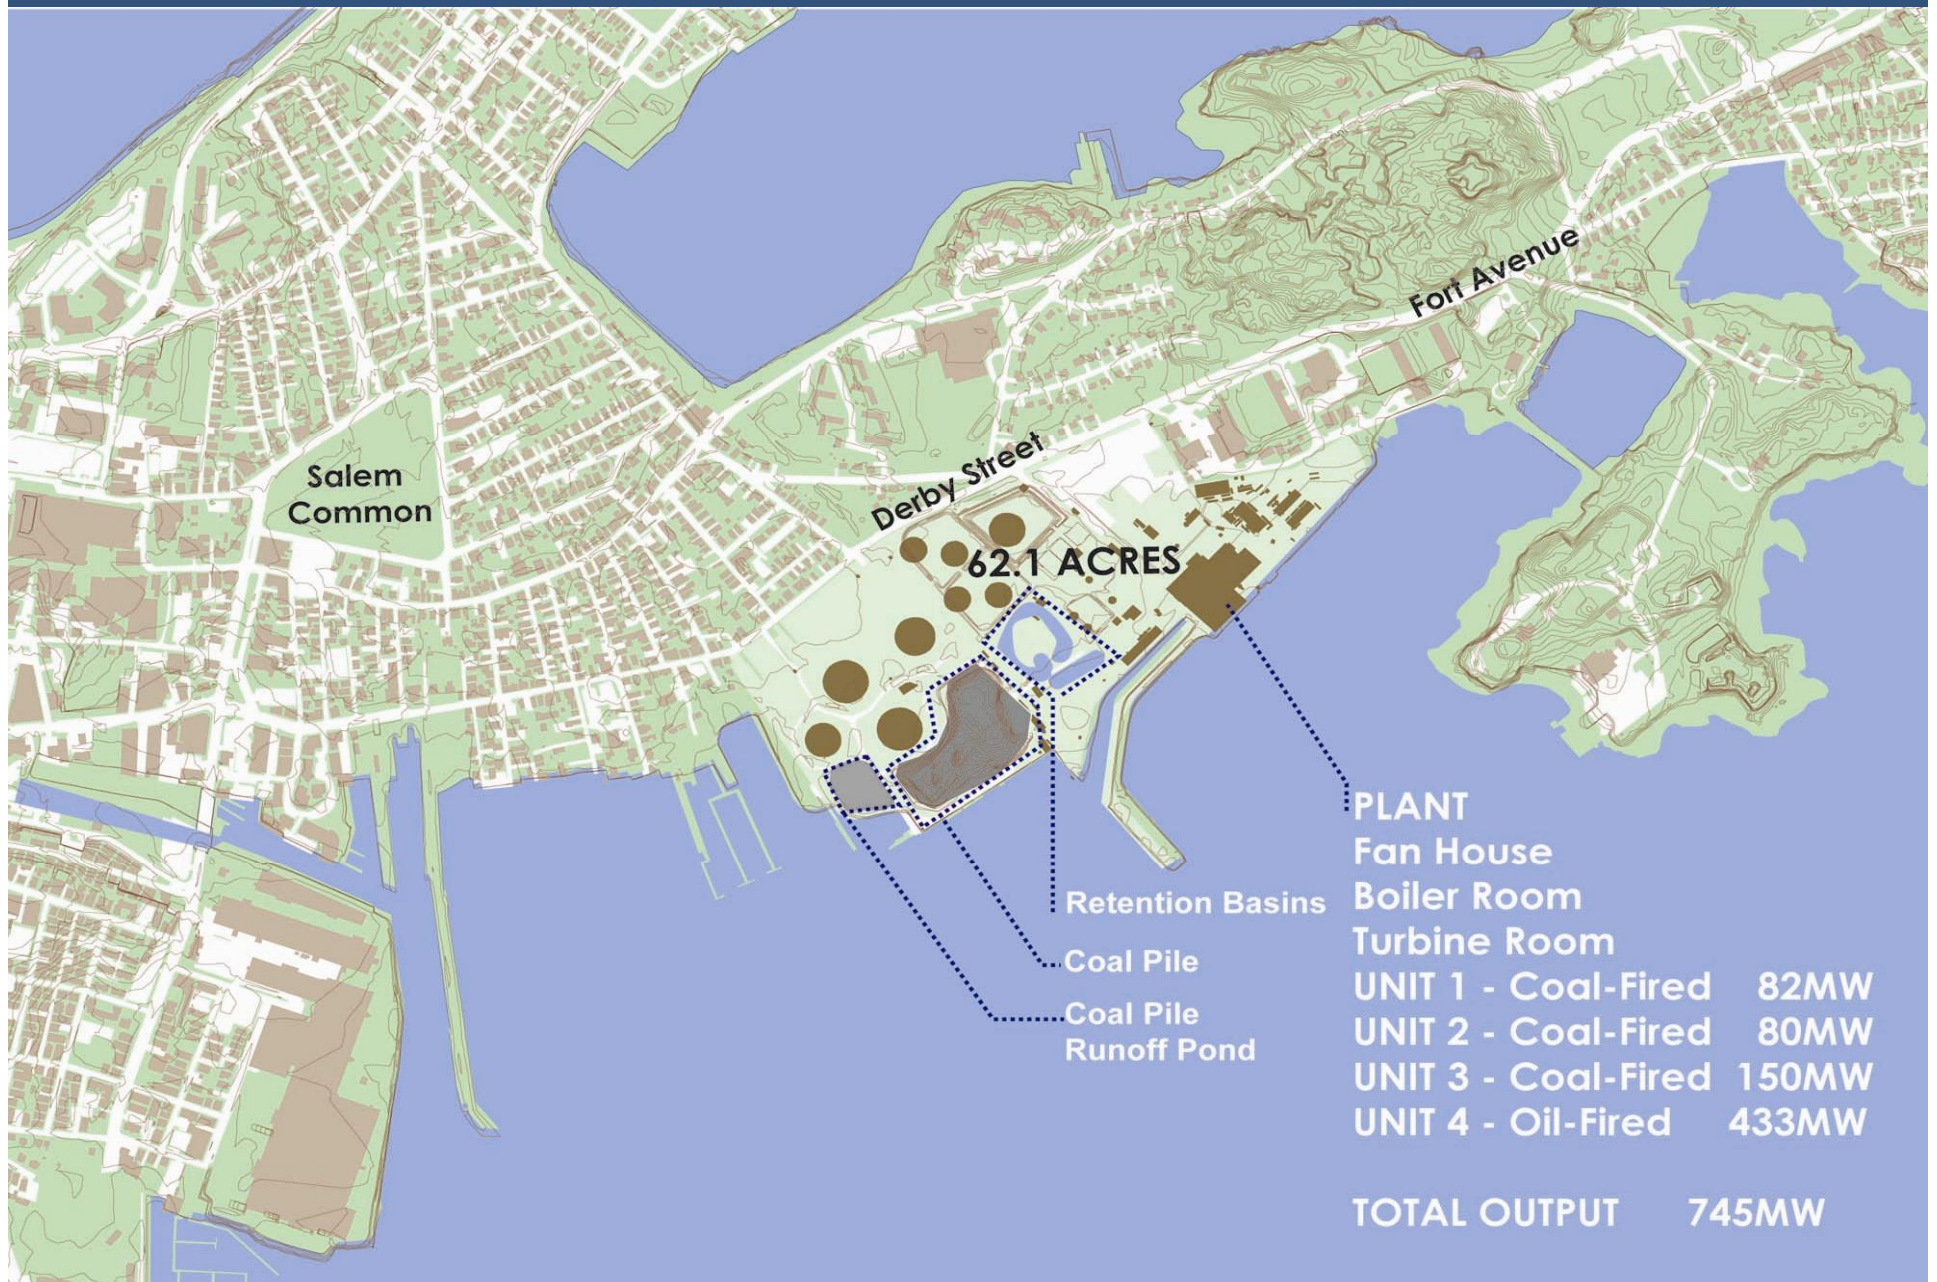 Fort Avenue
Derby Street
Salem
Common
62.1 ACRES
Retention Basins
Coal Pile
Coal Pile
Runoff Pond
PLANT
Fan House
Boiler Room
Turbine Room
UNIT 1 - Coal-Fired 82MW
UNIT 2 - Coal-Fired 80MW
UNIT 3 - Coal-Fired 150MW
UNIT 4 - Oil-Fired 433MW
TOTAL OUTPUT 745MW